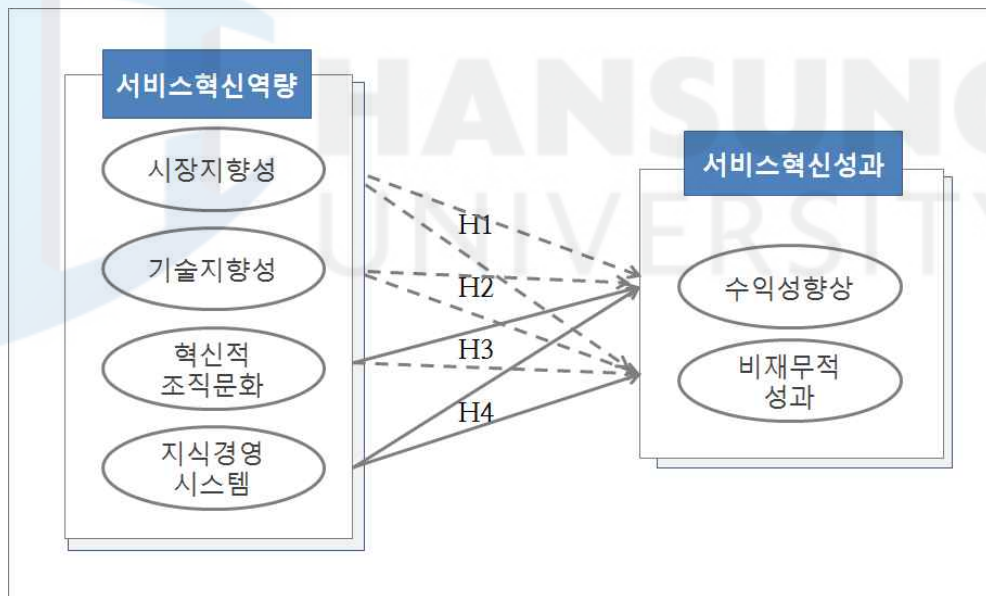 HANSUNG
UNIVERSITY
서비스혁신역량
시장지향성
기술지향성
혁신적
조직문화
지식경영
시스템
H1
H2
H3
H4
서비스혁신성과
수익성향상
비재무적
성과